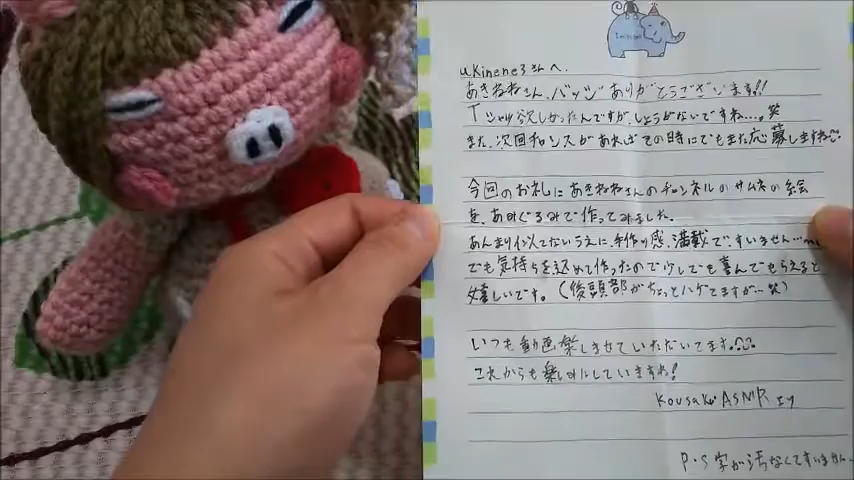 ukineneさんへ.
あきねねさん、バッジありがとうございます!!
Tシャツ欲しかったんですが、しょうがないですね…。笑
また、次回チャンスがあればその時にでもまた応募しますね
今回のお礼にあきねねさんのチャンネルのサムネの絵
を、あみぐるみで作ってみました。
あんまり似てないうえに、手作り感満載で、すいません…m
でも気持ちを込めて作ったので少しでも喜んでもらえると
嬉しいです。(後頭部がちょっとハゲてますが…笑)
いつも動画楽しませていただいてます
これからも楽しみにしていますね!
Kousaku ASMR より
P.S 字が汚なくてすいません.